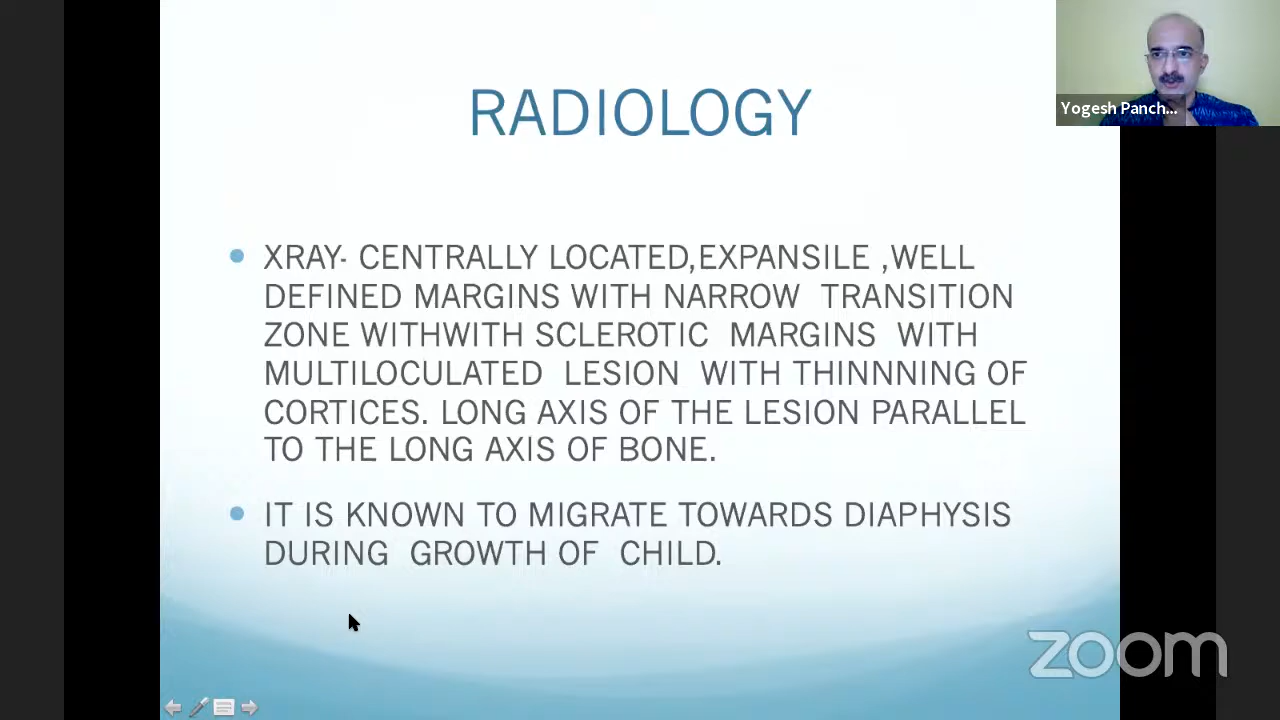 RADIOLOGY
Yogesh Panch...
XRAY- CENTRALLY LOCATED,EXPANSILE ,WELL
DEFINED MARGINS WITH NARROW TRANSITION
ZONE WITHWITH SCLEROTIC MARGINS WITH
MULTILOCULATED LESION WITH THINNNING OF
CORTICES. LONG AXIS OF THE LESION PARALLEL
TO THE LONG AXIS OF BONE.
IT IS KNOWN TO MIGRATE TOWARDS DIAPHYSIS
DURING GROWTH OF CHILD.
zoom